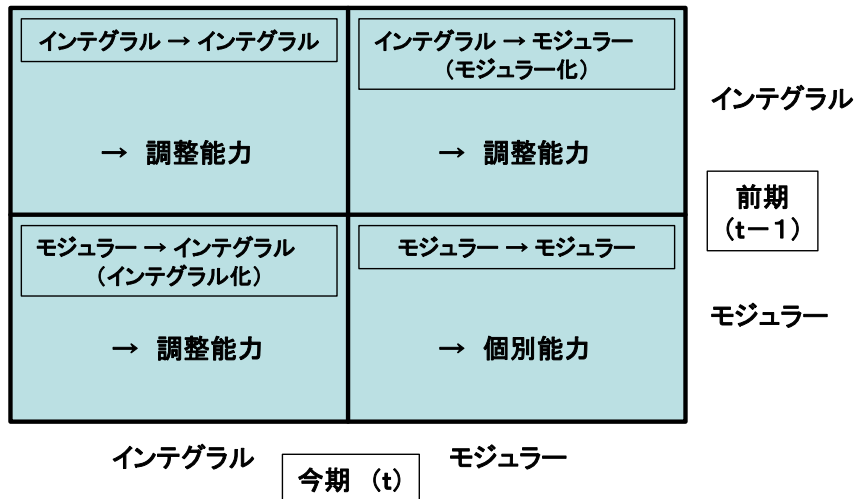 インテグラル → インテグラル
→ 調整能力
インテグラル → モジュラー
（モジュラー化）
→ 調整能力
インテグラル
前期
（t－1）
モジュラー → インテグラル
（インテグラル化）
→ 調整能力
モジュラー → モジュラー
→ 個別能力
モジュラー
インテグラル
今期 （t）
モジュラー